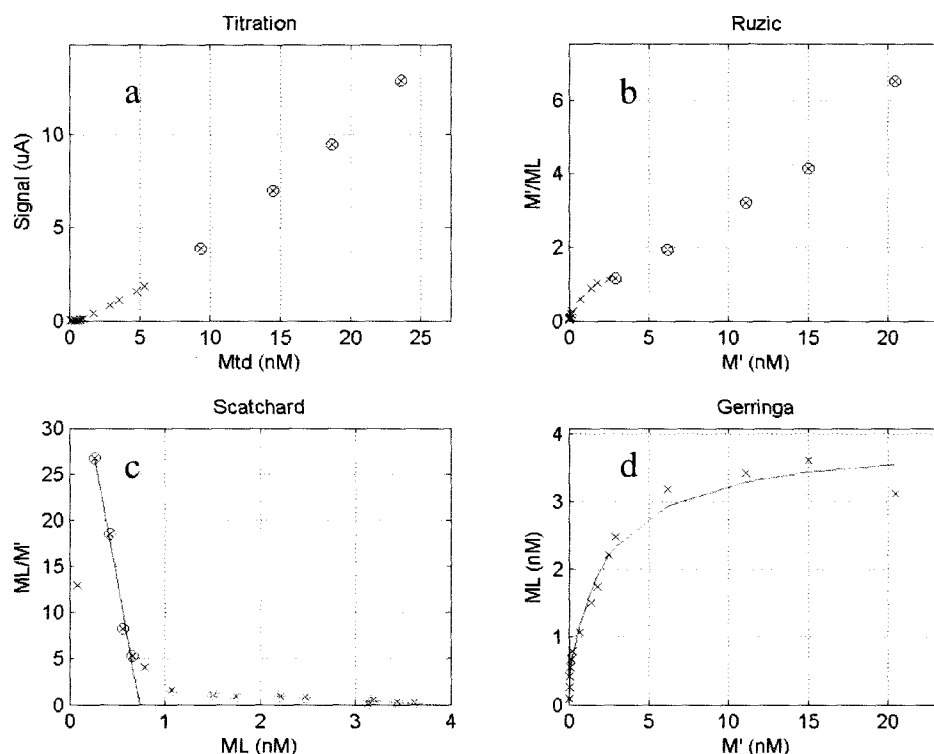 Titration
a
Signal (uA)
10
5
0
0 5 10 15 20 25
Mtd (nM)
Ruzic
b
M'/ML
6
4
2
0
0 5 10 15 20
M' (nM)
Scatchard
c
ML/M'
30
25
20
15
10
5
0
0 1 2 3 4
ML (nM)
Gerringa
d
ML (nM)
4
3
2
1
0
0 5 10 15 20
M' (nM)